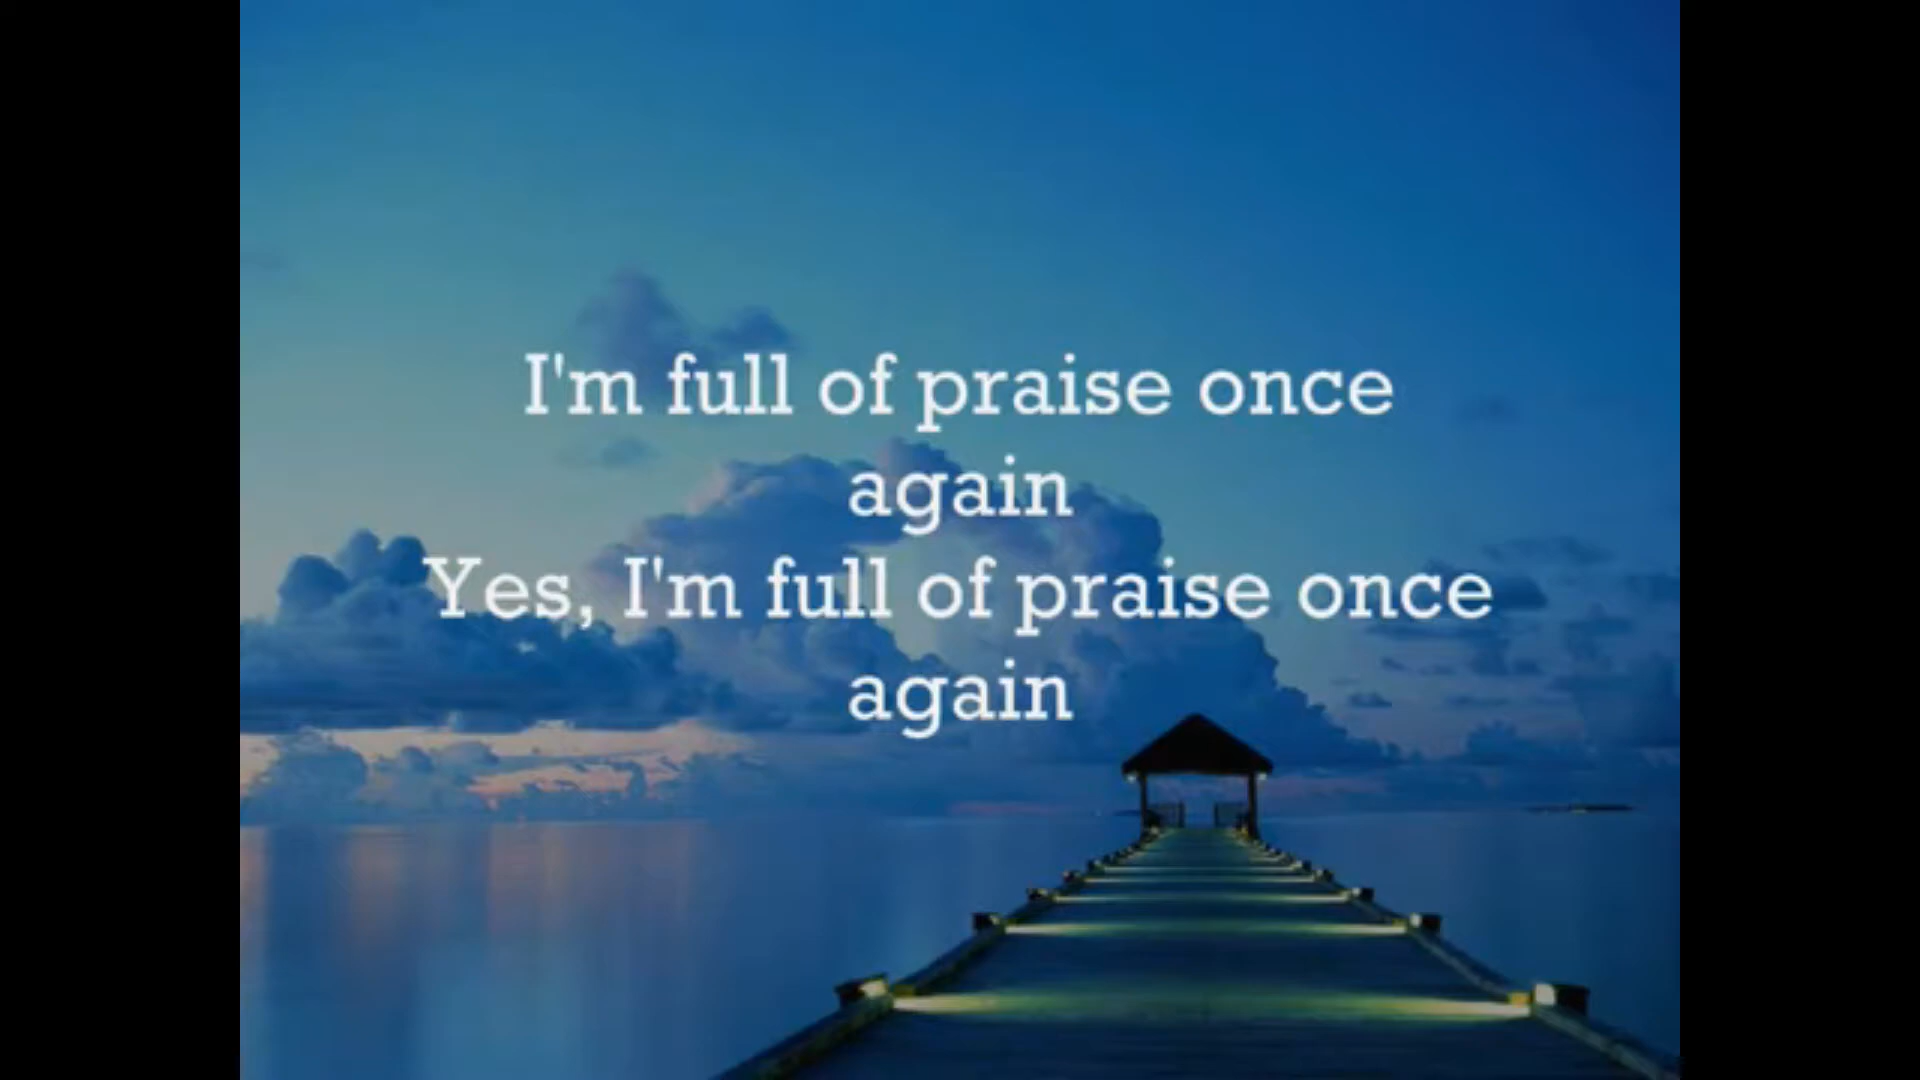 I'm full of praise once
again
Yes, I'm full of praise once
again